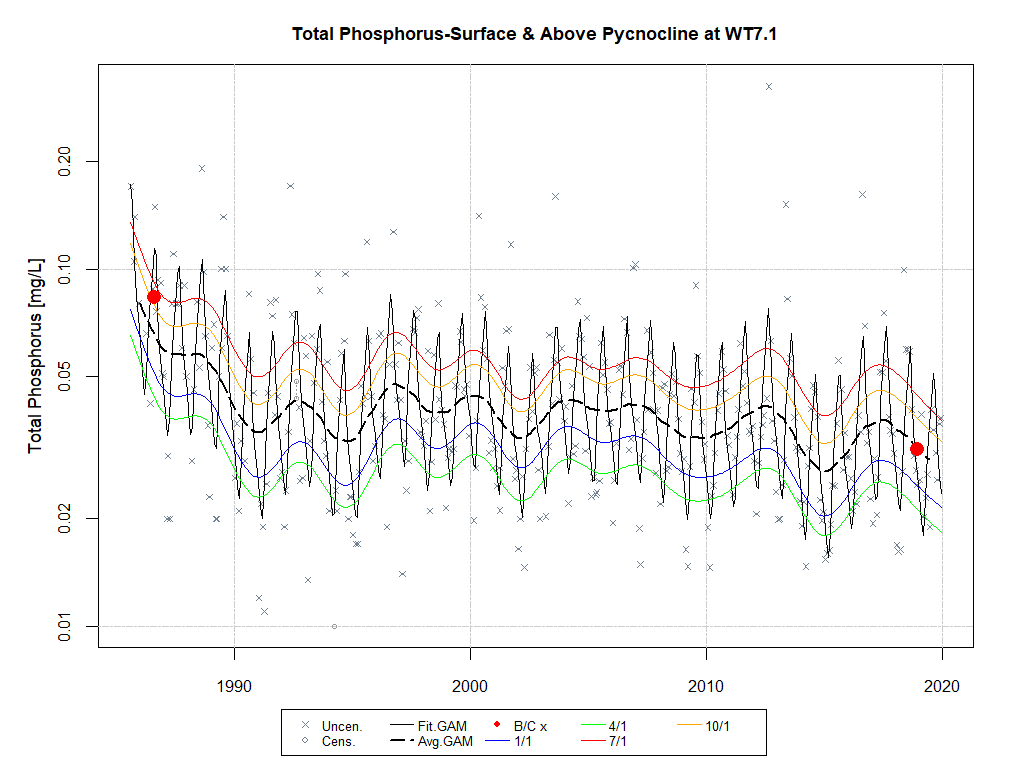 Total Phosphorus-Surface & Above Pycnocline at WT7.1
Total Phosphorus [mg/L]
0.20
0.10
0.05
0.02
0.01
1990 2000 2010 2020
Uncen. Fit.GAM B/C x 4/1 10/1
Cens. Avg.GAM 1/1 7/1